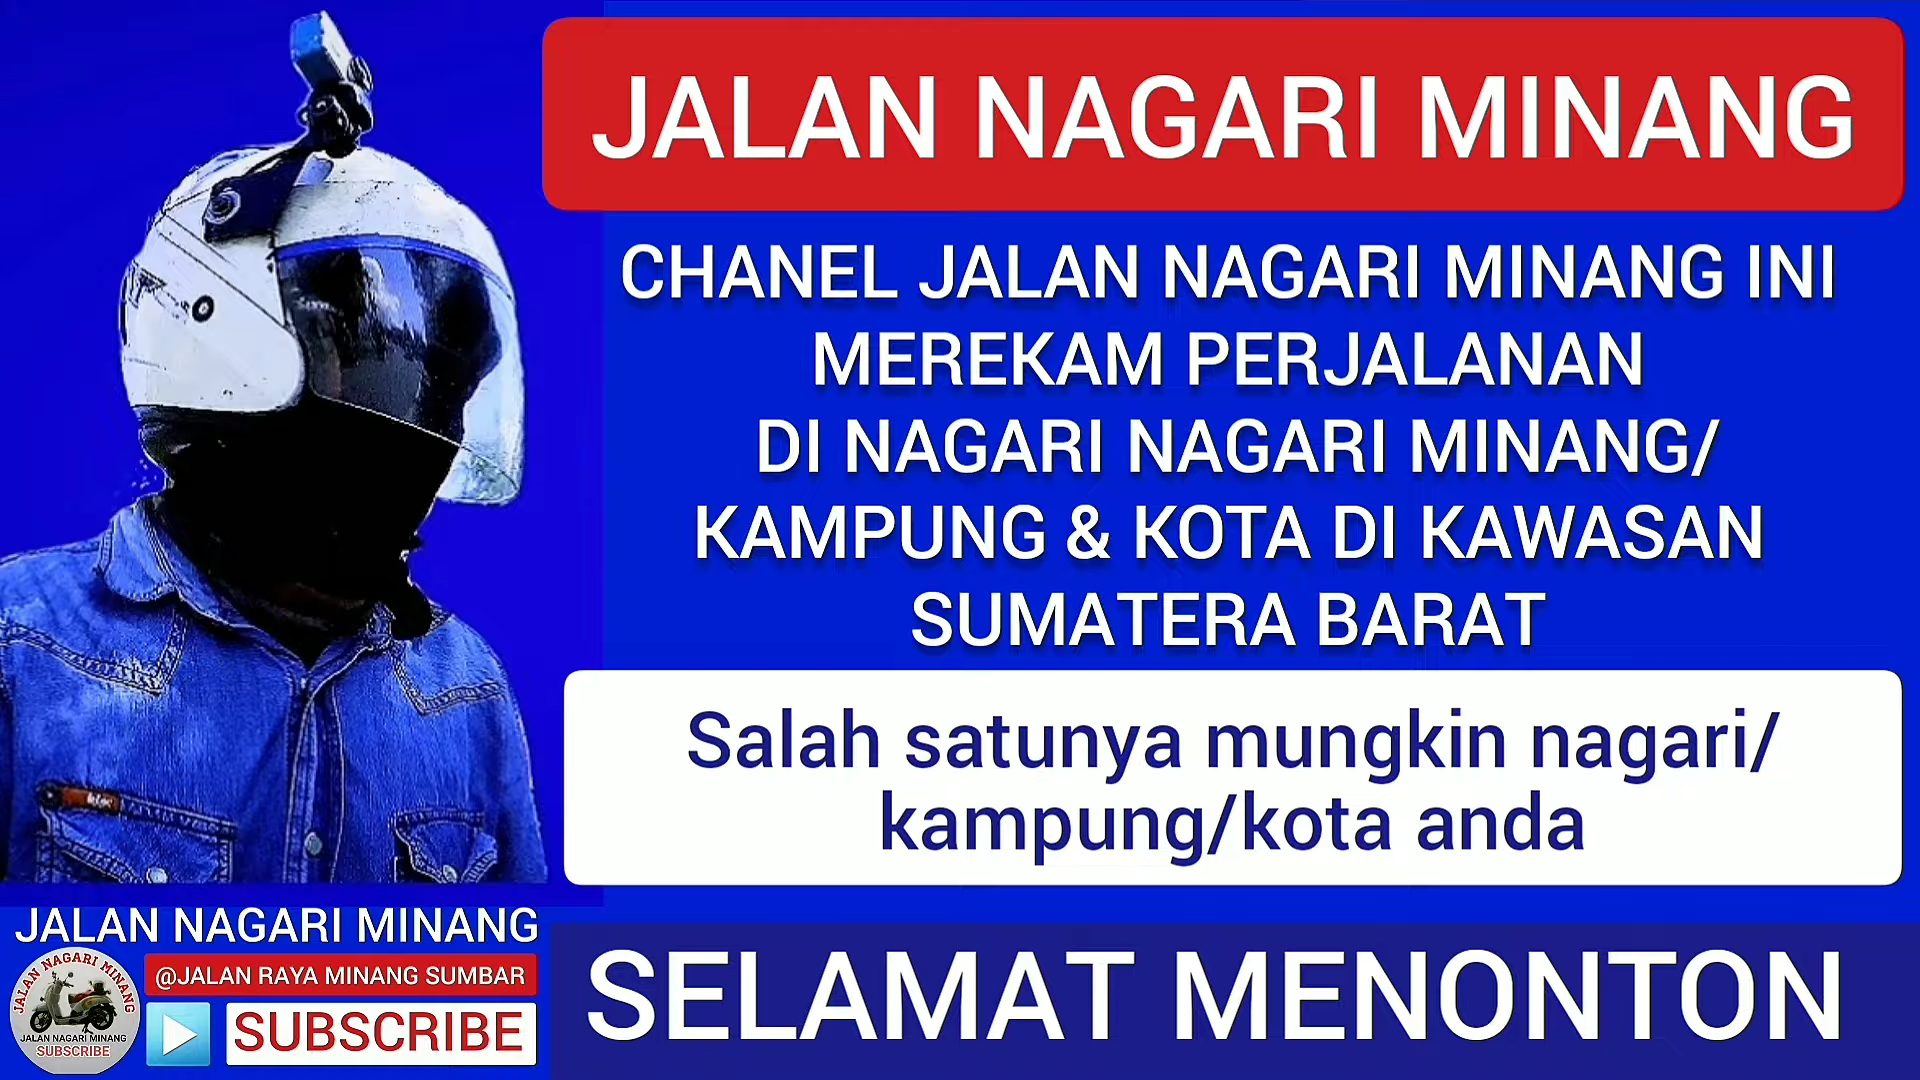 JALAN NAGARI MINANG
CHANEL JALAN NAGARI MINANG INI
MEREKAM PERJALANAN
DI NAGARI NAGARI MINANG/
KAMPUNG & KOTA DI KAWASAN
SUMATERA BARAT
Salah satunya mungkin nagari/
kampung/kota anda
JALAN NAGARI MINANG
@JALAN RAYA MINANG SUMBAR
SUBSCRIBE
JALAN NAGARI MINANG
JALAN NAGARI MINANG
SUBSCRIBE
SELAMAT MENONTON